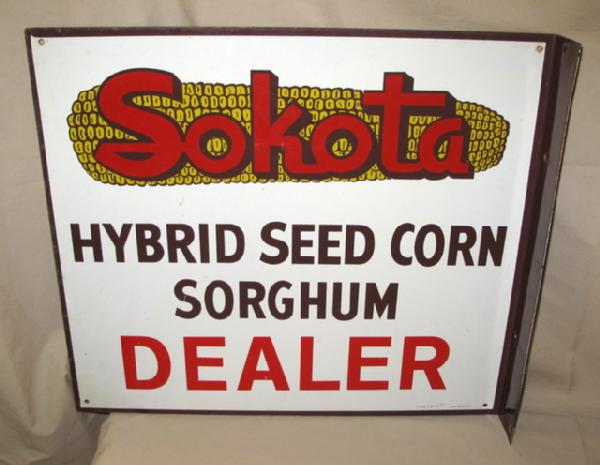 Sokota
HYBRID SEED CORN
SORGHUM
DEALER